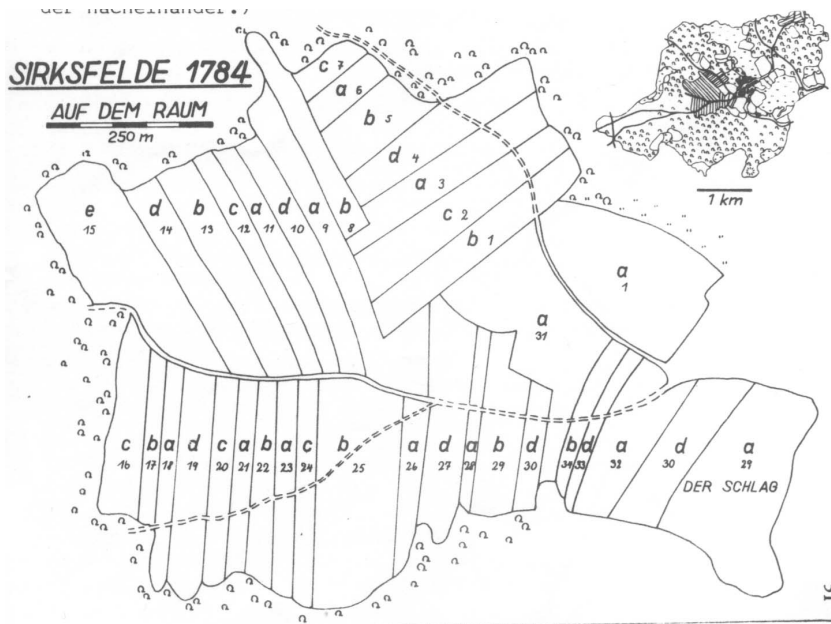 der nacheinander.)
SIRKSFELDE 1784
AUF DEM RAUM
250 m
1 km
c 7
a 6
b 5
d 4
a 3
c 2
b 1
e 15
d 14
b 13
c 12
a 11
d 10
a 9
b 8
a 1
a 31
c 16
b 17
a 18
d 19
c 20
a 21
b 22
a 23
c 24
b 25
a 26
d 27
a 28
b 29
d 30
b 34
d 33
a 32
d 30
a 29
DER SCHLAG